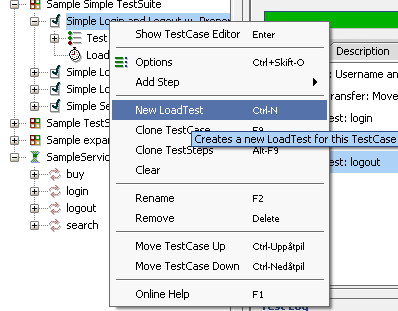 Sample Simple TestSuite
Simple Login and Logout w. Proper
Test
Load
Simple Lo
Simple Lo
Simple Se
Sample TestS
Sample expar
SampleServic
buy
login
logout
search
Show TestCase Editor Enter
Options Ctrl+Skift-O
Add Step
New LoadTest Ctrl-N
Clone TestCase F9
Creates a new LoadTest for this TestCase
Clone TestSteps Alt-F9
Clear
Rename F2
Remove Delete
Move TestCase Up Ctrl-Uppåtpil
Move TestCase Down Ctrl-Nedåtpil
Online Help F1
Description
: Username an
ransfer: Move
est: login
est: logout
Test Log